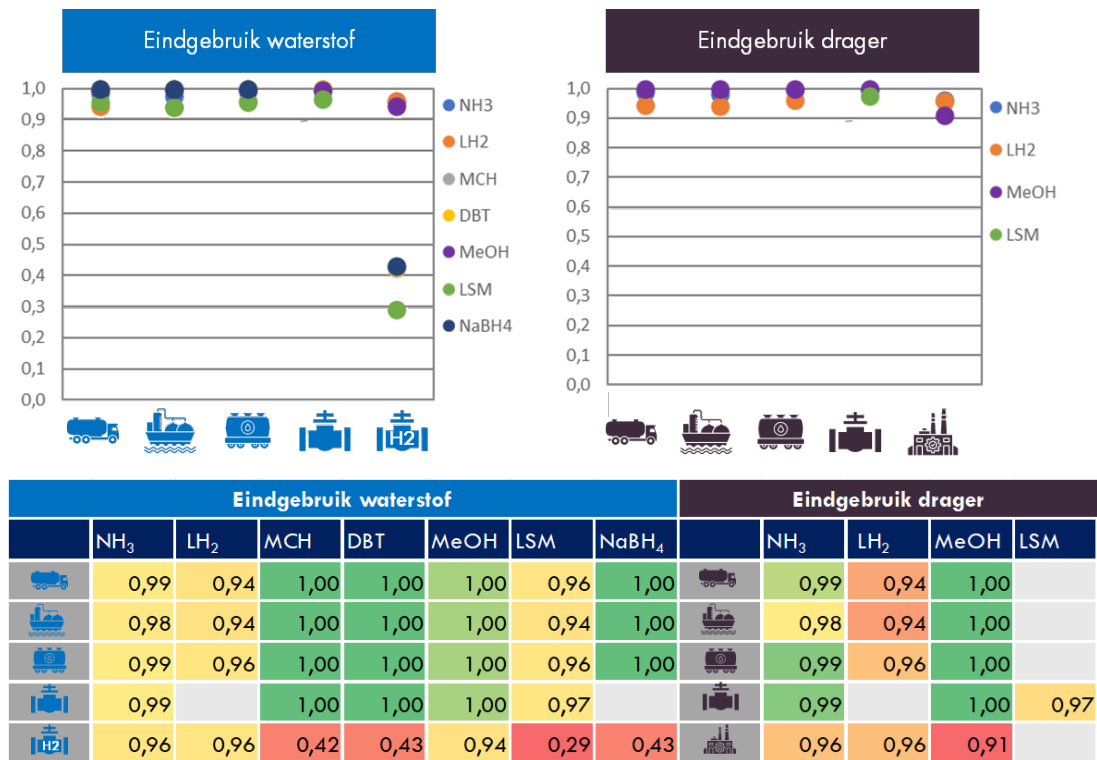 Eindgebruik waterstof
1,0
0,9
0,8
0,7
0,6
0,5
0,4
0,3
0,2
0,1
0,0
NH3
LH2
MCH
DBT
MeOH
LSM
NaBH4
H2
Eindgebruik drager
1,0
0,9
0,8
0,7
0,6
0,5
0,4
0,3
0,2
0,1
0,0
NH3
LH2
MeOH
LSM
Eindgebruik waterstof Eindgebruik drager
NH3 LH2 MCH DBT MeOH LSM NaBH4 NH3 LH2 MeOH LSM
0,99 0,94 1,00 1,00 1,00 0,96 1,00 0,99 0,94 1,00
0,98 0,94 1,00 1,00 1,00 0,94 1,00 0,98 0,94 1,00
0,99 0,96 1,00 1,00 1,00 0,96 1,00 0,99 0,96 1,00
0,99 1,00 1,00 1,00 0,97 0,99 1,00 0,97
H2 0,96 0,96 0,42 0,43 0,94 0,29 0,43 0,96 0,96 0,91